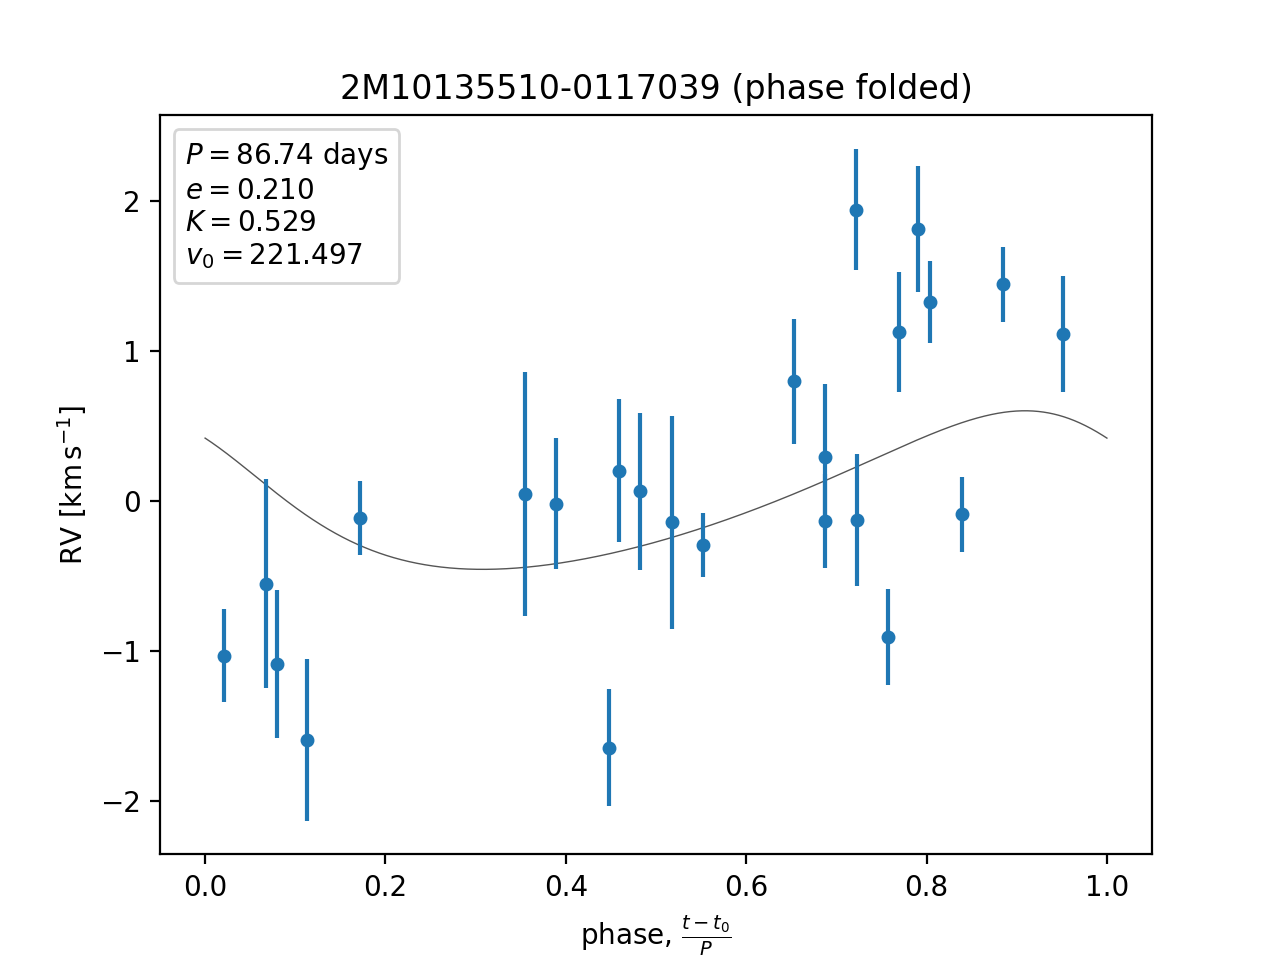 2M10135510-0117039 (phase folded)
P = 86.74 days
e = 0.210
K = 0.529
v₀ = 221.497
2
1
0
−1
−2
RV [km s⁻¹]
0.0 0.2 0.4 0.6 0.8 1.0
phase, (t − t₀)/P